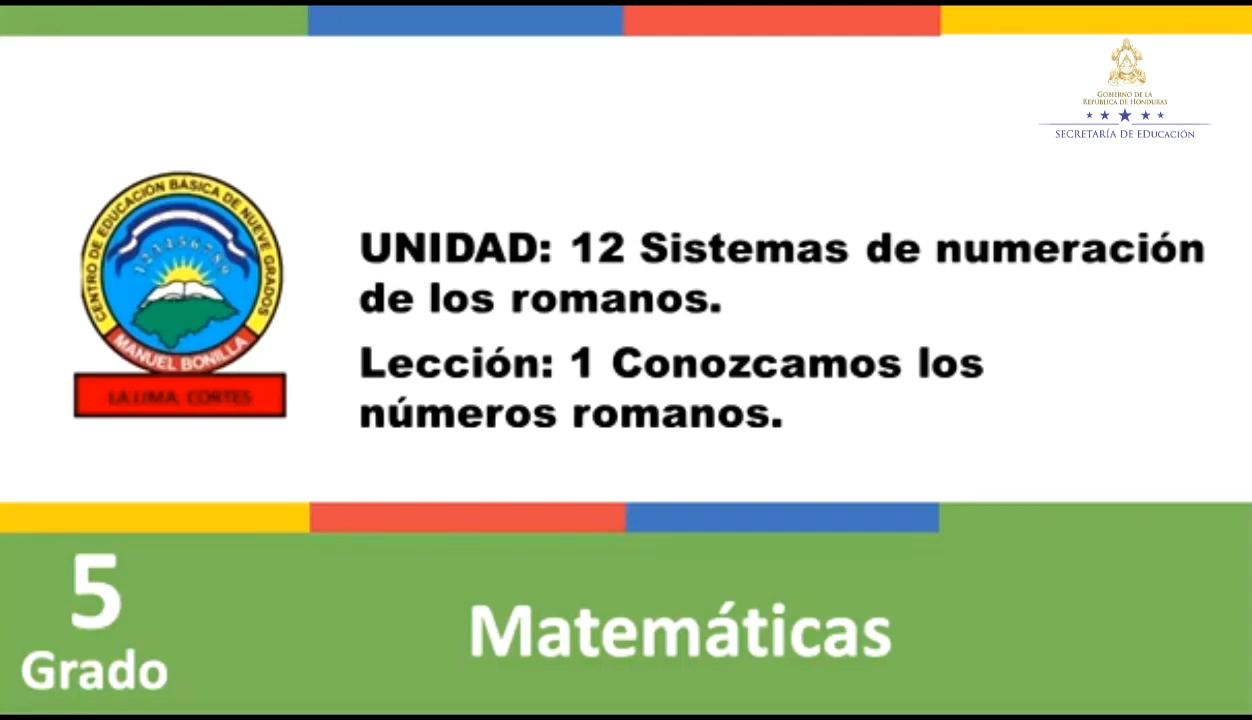 GOBIERNO DE LA
REPÚBLICA DE HONDURAS
SECRETARÍA DE EDUCACIÓN
CENTRO DE EDUCACIÓN BÁSICA DE NUEVE GRADOS
123456789
MANUEL BONILLA
LA LIMA, CORTES
UNIDAD: 12 Sistemas de numeración
de los romanos.
Lección: 1 Conozcamos los
números romanos.
5
Grado
Matemáticas